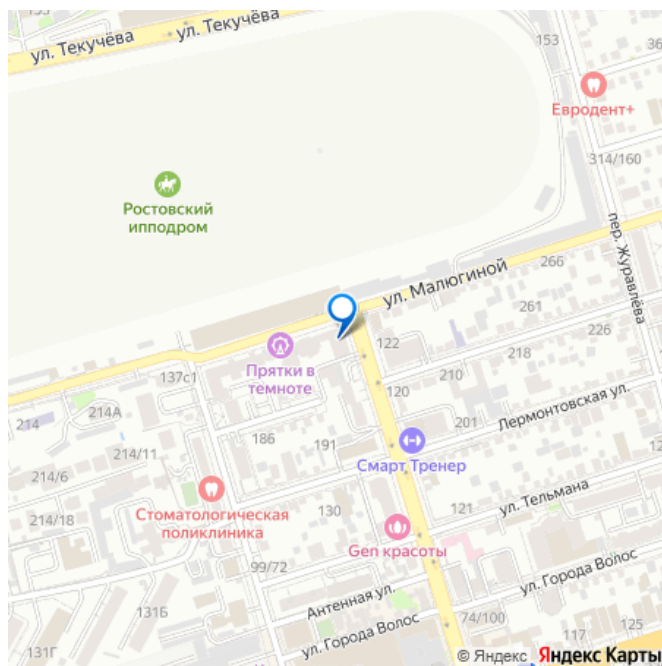 ул. Текучёва
ул. Текучёва
153
Евродент+
314/160
Ростовский
ипподром
пер. Журавлёва
ул. Малюгиной
266
261
226
Прятки в
темноте
122
218
210
137с1
120
214
214А
186
191
201
Лермонтовская ул.
214/11
214/6
Смарт Тренер
214/18
Стоматологическая
поликлиника
130
121
ул. Тельмана
Gen красоты
99/72
Антенная ул.
ул. Города Волос
131Б
ул. Города Волос
74/100
117
125
131Г
© Яндекс Яндекс Карты